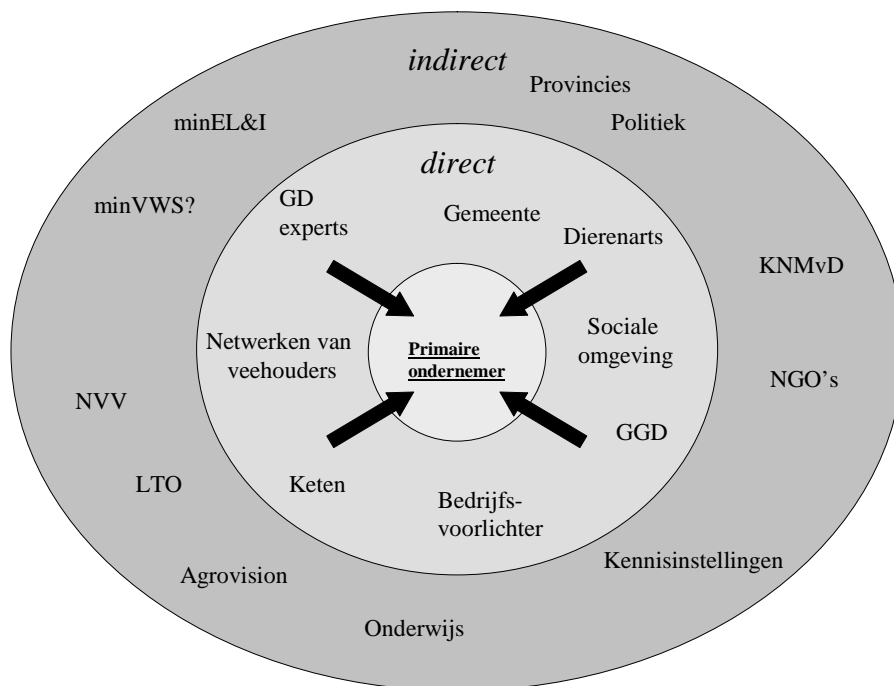 indirect
Provincies
minEL&I
Politiek
direct
minVWS?
GD
experts
Gemeente
Dierenarts
KNMvD
Netwerken van
veehouders
Primaire
ondernemer
Sociale
omgeving
NGO’s
NVV
GGD
LTO
Keten
Bedrijfs-
voorlichter
Agrovision
Kennisinstellingen
Onderwijs